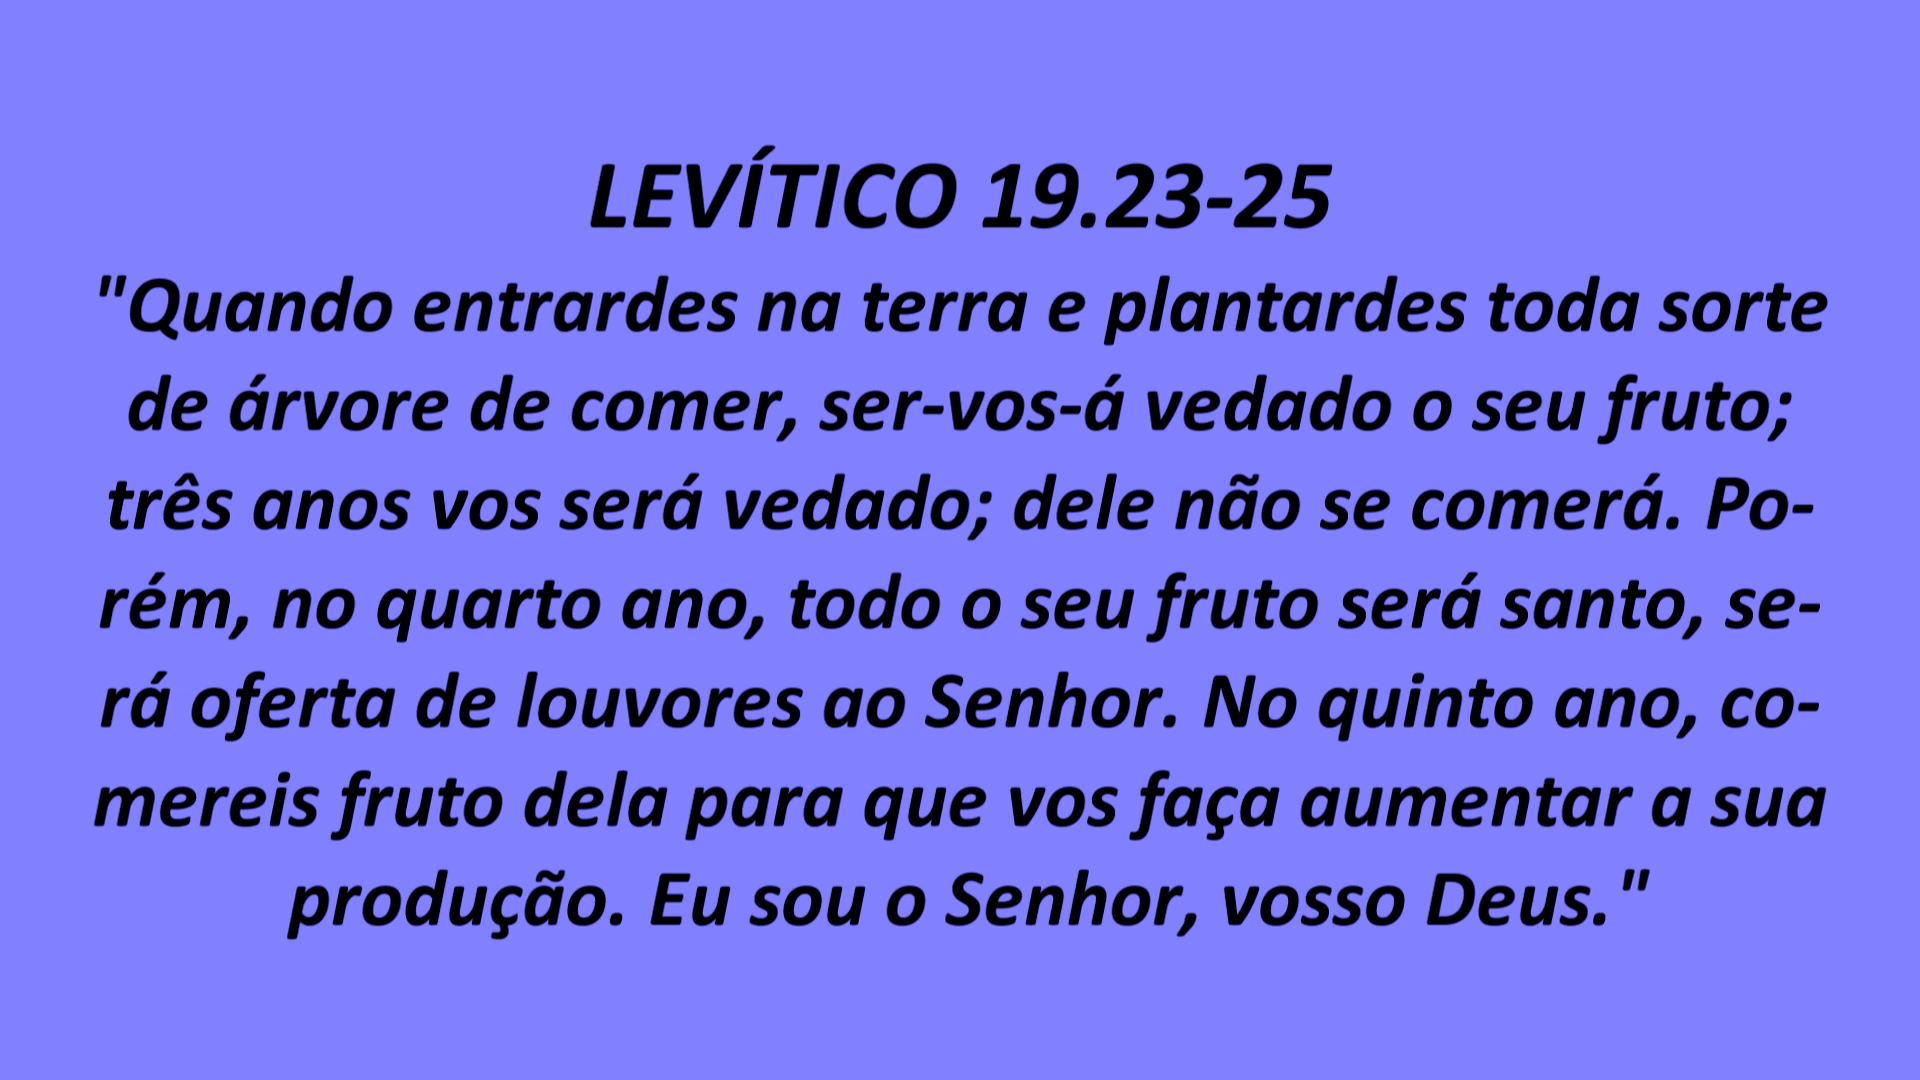 LEVÍTICO 19.23-25
"Quando entrardes na terra e plantardes toda sorte
de árvore de comer, ser-vos-á vedado o seu fruto;
três anos vos será vedado; dele não se comerá. Po-
rém, no quarto ano, todo o seu fruto será santo, se-
rá oferta de louvores ao Senhor. No quinto ano, co-
mereis fruto dela para que vos faça aumentar a sua
produção. Eu sou o Senhor, vosso Deus."